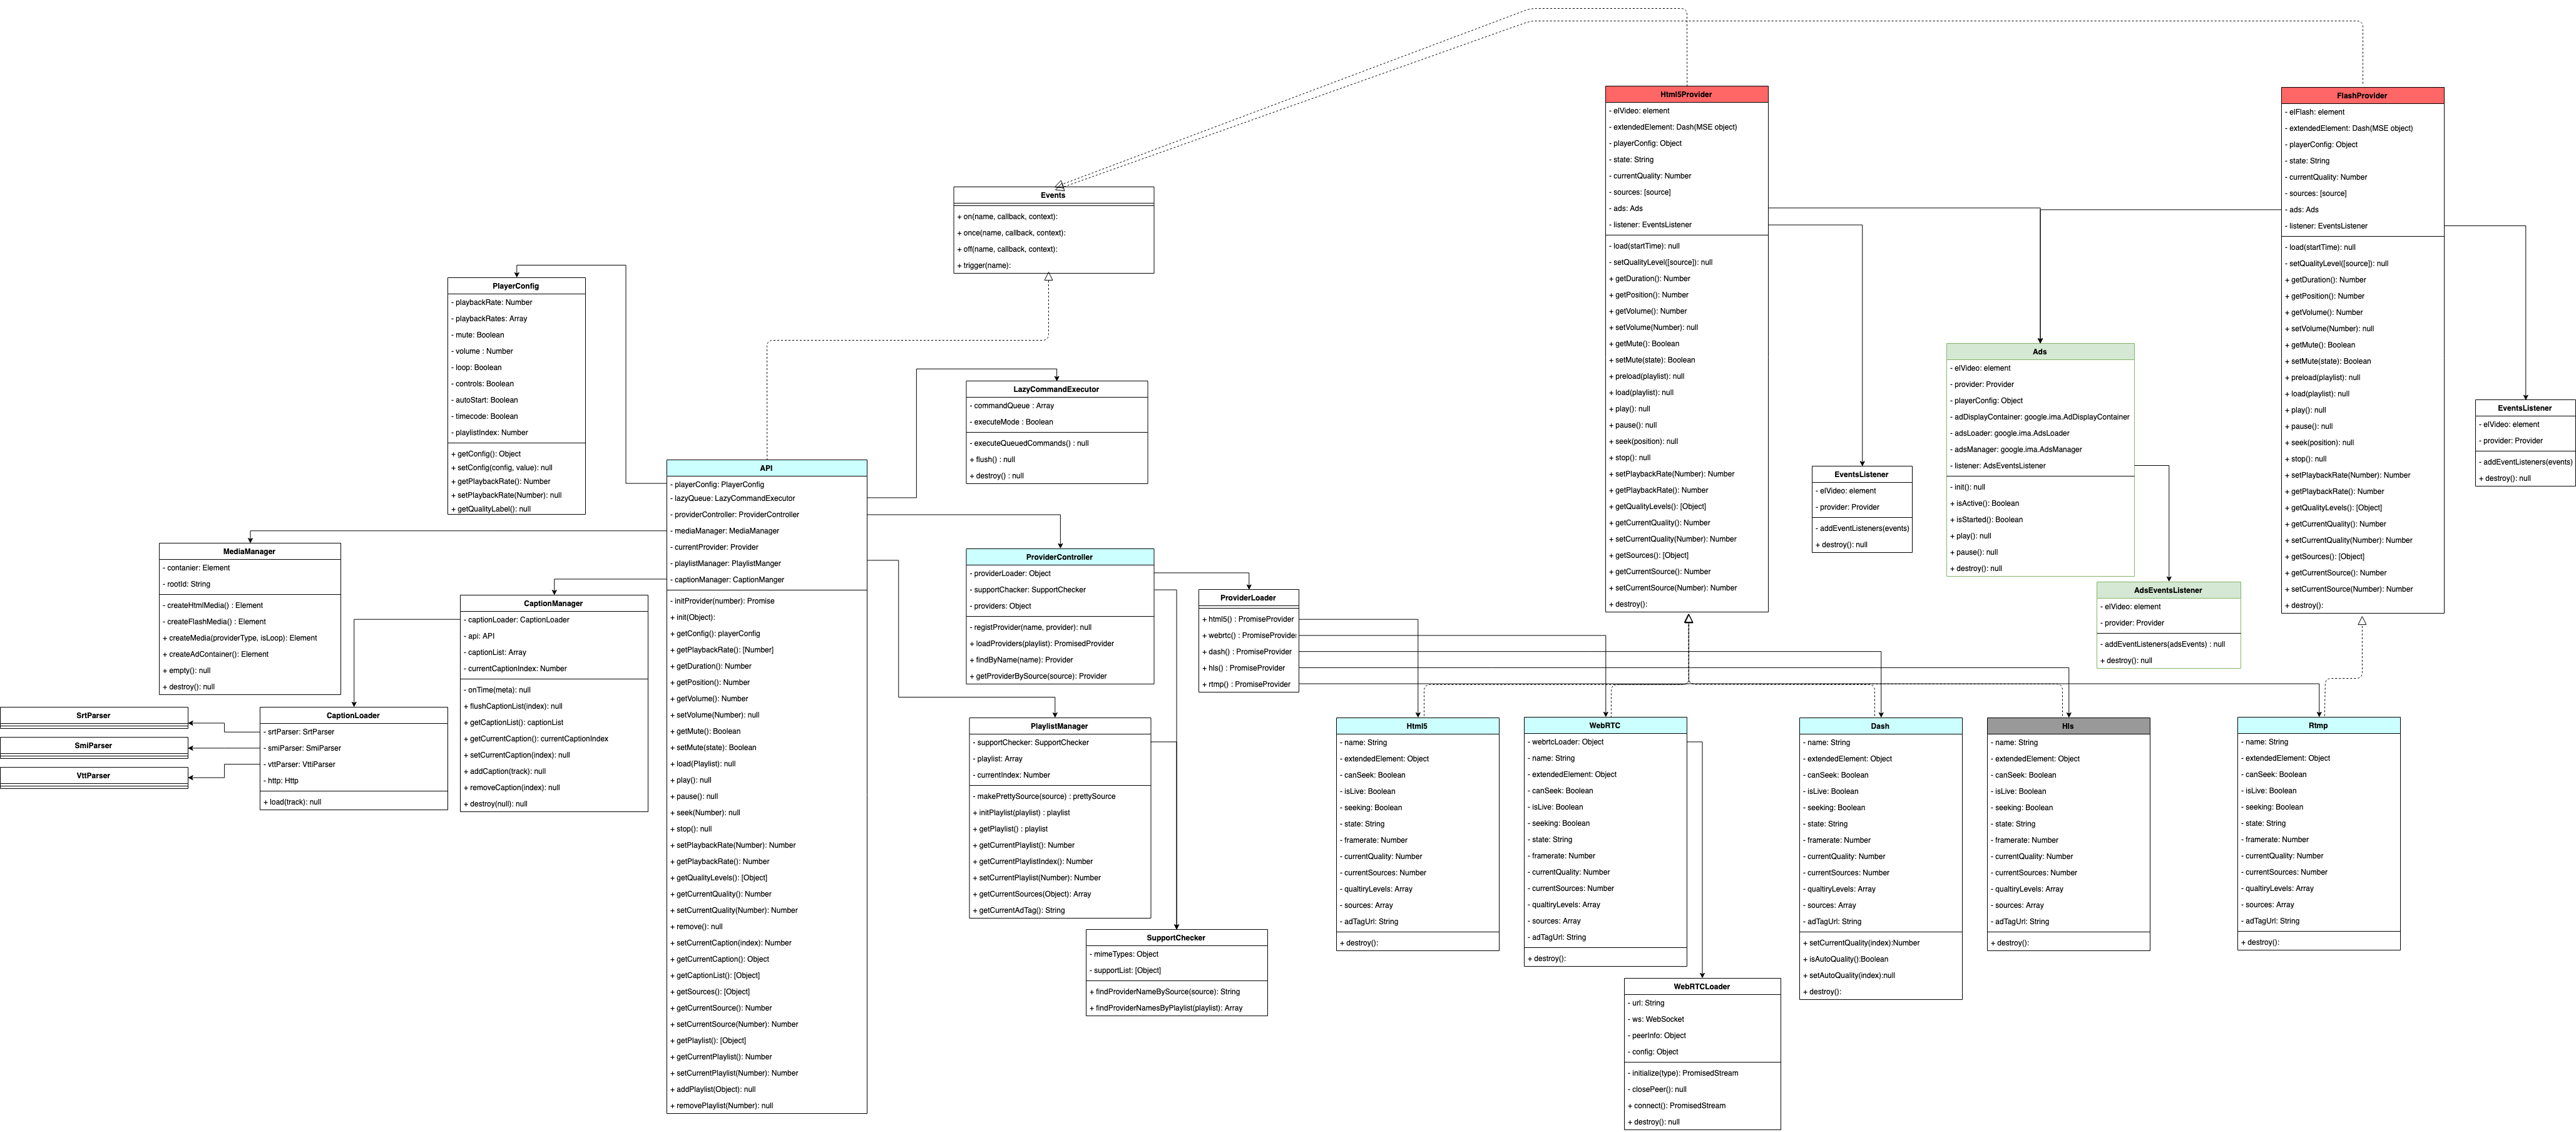 Html5Provider
- elVideo: element
- extendedElement: Dash(MSE object)
- playerConfig: Object
- state: String
- currentQuality: Number
- sources: [source]
- ads: Ads
- listener: EventsListener
- load(startTime): null
- setQualityLevel([source]): null
+ getDuration(): Number
+ getPosition(): Number
+ getVolume(): Number
+ setVolume(Number): null
+ getMute(): Boolean
+ setMute(state): Boolean
+ preload(playlist): null
+ load(playlist): null
+ play(): null
+ pause(): null
+ seek(position): null
+ stop(): null
+ setPlaybackRate(Number): Number
+ getPlaybackRate(): Number
+ getQualityLevels(): [Object]
+ getCurrentQuality(): Number
+ setCurrentQuality(Number): Number
+ getSources(): [Object]
+ getCurrentSource(): Number
+ setCurrentSource(Number): Number
+ destroy():
FlashProvider
- elFlash: element
- extendedElement: Dash(MSE object)
- playerConfig: Object
- state: String
- currentQuality: Number
- sources: [source]
- ads: Ads
- listener: EventsListener
- load(startTime): null
- setQualityLevel([source]): null
+ getDuration(): Number
+ getPosition(): Number
+ getVolume(): Number
+ setVolume(Number): null
+ getMute(): Boolean
+ setMute(state): Boolean
+ preload(playlist): null
+ load(playlist): null
+ play(): null
+ pause(): null
+ seek(position): null
+ stop(): null
+ setPlaybackRate(Number): Number
+ getPlaybackRate(): Number
+ getQualityLevels(): [Object]
+ getCurrentQuality(): Number
+ setCurrentQuality(Number): Number
+ getSources(): [Object]
+ getCurrentSource(): Number
+ setCurrentSource(Number): Number
+ destroy():
Events
+ on(name, callback, context):
+ once(name, callback, context):
+ off(name, callback, context):
+ trigger(name):
PlayerConfig
- playbackRate: Number
- playbackRates: Array
- mute: Boolean
- volume : Number
- loop: Boolean
- controls: Boolean
- autoStart: Boolean
- timecode: Boolean
- playlistIndex: Number
+ getConfig(): Object
+ setConfig(config, value): null
+ getPlaybackRate(): Number
+ setPlaybackRate(Number): null
+ getQualityLabel(): null
LazyCommandExecutor
- commandQueue : Array
- executeMode : Boolean
- executeQueuedCommands() : null
+ flush() : null
+ destroy() : null
Ads
- elVideo: element
- provider: Provider
- playerConfig: Object
- adDisplayContainer: google.ima.AdDisplayContainer
- adsLoader: google.ima.AdsLoader
- adsManager: google.ima.AdsManager
- listener: AdsEventsListener
- init(): null
+ isActive(): Boolean
+ isStarted(): Boolean
+ play(): null
+ pause(): null
+ destroy(): null
EventsListener
- elVideo: element
- provider: Provider
- addEventListeners(events)
+ destroy(): null
EventsListener
- elVideo: element
- provider: Provider
- addEventListeners(events)
+ destroy(): null
AdsEventsListener
- elVideo: element
- provider: Provider
- addEventListeners(adsEvents) : null
+ destroy(): null
API
- playerConfig: PlayerConfig
- lazyQueue: LazyCommandExecutor
- providerController: ProviderController
- mediaManager: MediaManager
- currentProvider: Provider
- playlistManager: PlaylistManger
- captionManager: CaptionManger
- initProvider(number): Promise
+ init(Object):
+ getConfig(): playerConfig
+ getPlaybackRate(): [Number]
+ getDuration(): Number
+ getPosition(): Number
+ getVolume(): Number
+ setVolume(Number): null
+ getMute(): Boolean
+ setMute(state): Boolean
+ load(Playlist): null
+ play(): null
+ pause(): null
+ seek(Number): null
+ stop(): null
+ setPlaybackRate(Number): Number
+ getPlaybackRate(): Number
+ getQualityLevels(): [Object]
+ getCurrentQuality(): Number
+ setCurrentQuality(Number): Number
+ remove(): null
+ setCurrentCaption(index): Number
+ getCurrentCaption(): Object
+ getCaptionList(): [Object]
+ getSources(): [Object]
+ getCurrentSource(): Number
+ setCurrentSource(Number): Number
+ getPlaylist(): [Object]
+ getCurrentPlaylist(): Number
+ setCurrentPlaylist(Number): Number
+ addPlaylist(Object): null
+ removePlaylist(Number): null
MediaManager
- contanier: Element
- rootId: String
- createHtmlMedia() : Element
- createFlashMedia() : Element
+ createMedia(providerType, isLoop): Element
+ createAdContainer(): Element
+ empty(): null
+ destroy(): null
ProviderController
- providerLoader: Object
- supportChacker: SupportChecker
- providers: Object
- registProvider(name, provider): null
+ loadProviders(playlist): PromisedProvider
+ findByName(name): Provider
+ getProviderBySource(source): Provider
ProviderLoader
+ html5() : PromiseProvider
+ webrtc() : PromiseProvider
+ dash() : PromiseProvider
+ hls() : PromiseProvider
+ rtmp() : PromiseProvider
CaptionManager
- captionLoader: CaptionLoader
- api: API
- captionList: Array
- currentCaptionIndex: Number
- onTime(meta): null
+ flushCaptionList(index): null
+ getCaptionList(): captionList
+ getCurrentCaption(): currentCaptionIndex
+ setCurrentCaption(index): null
+ addCaption(track): null
+ removeCaption(index): null
+ destroy(null): null
CaptionLoader
- srtParser: SrtParser
- smiParser: SmiParser
- vttParser: VttiParser
- http: Http
+ load(track): null
SrtParser
SmiParser
VttParser
PlaylistManager
- supportChecker: SupportChecker
- playlist: Array
- currentIndex: Number
- makePrettySource(source) : prettySource
+ initPlaylist(playlist) : playlist
+ getPlaylist() : playlist
+ getCurrentPlaylist(): Number
+ getCurrentPlaylistIndex(): Number
+ setCurrentPlaylist(Number): Number
+ getCurrentSources(Object): Array
+ getCurrentAdTag(): String
SupportChecker
- mimeTypes: Object
- supportList: [Object]
+ findProviderNameBySource(source): String
+ findProviderNamesByPlaylist(playlist): Array
Html5
- name: String
- extendedElement: Object
- canSeek: Boolean
- isLive: Boolean
- seeking: Boolean
- state: String
- framerate: Number
- currentQuality: Number
- currentSources: Number
- qualtiryLevels: Array
- sources: Array
- adTagUrl: String
+ destroy():
WebRTC
- webrtcLoader: Object
- name: String
- extendedElement: Object
- canSeek: Boolean
- isLive: Boolean
- seeking: Boolean
- state: String
- framerate: Number
- currentQuality: Number
- currentSources: Number
- qualtiryLevels: Array
- sources: Array
- adTagUrl: String
+ destroy():
Dash
- name: String
- extendedElement: Object
- canSeek: Boolean
- isLive: Boolean
- seeking: Boolean
- state: String
- framerate: Number
- currentQuality: Number
- currentSources: Number
- qualtiryLevels: Array
- sources: Array
- adTagUrl: String
+ setCurrentQuality(index):Number
+ isAutoQuality():Boolean
+ setAutoQuality(index):null
+ destroy():
Hls
- name: String
- extendedElement: Object
- canSeek: Boolean
- isLive: Boolean
- seeking: Boolean
- state: String
- framerate: Number
- currentQuality: Number
- currentSources: Number
- qualtiryLevels: Array
- sources: Array
- adTagUrl: String
+ destroy():
Rtmp
- name: String
- extendedElement: Object
- canSeek: Boolean
- isLive: Boolean
- seeking: Boolean
- state: String
- framerate: Number
- currentQuality: Number
- currentSources: Number
- qualtiryLevels: Array
- sources: Array
- adTagUrl: String
+ destroy():
WebRTCLoader
- url: String
- ws: WebSocket
- peerInfo: Object
- config: Object
- initialize(type): PromisedStream
- closePeer(): null
+ connect(): PromisedStream
+ destroy(): null